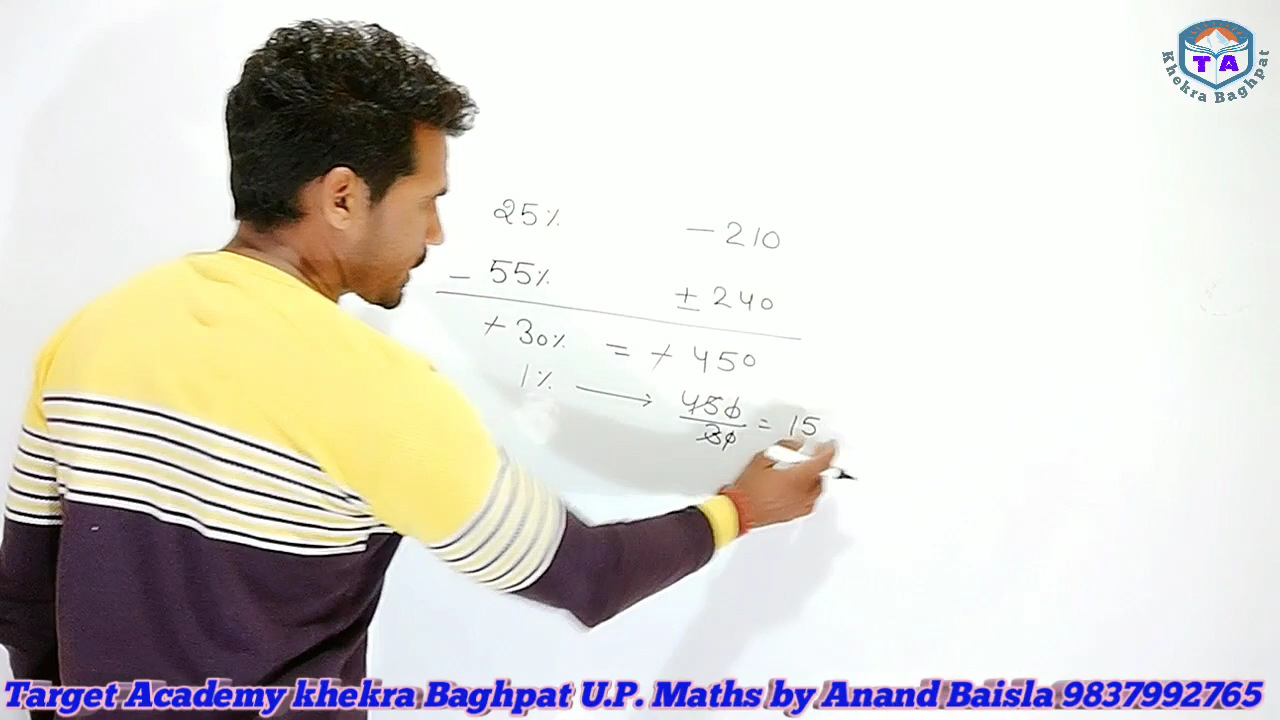 TA
Khekra Baghpat
25% - 210
- 55% ± 240
+ 30% = + 450
1% → 450/30 = 15
Target Academy khekra Baghpat U.P. Maths by Anand Baisla 9837992765